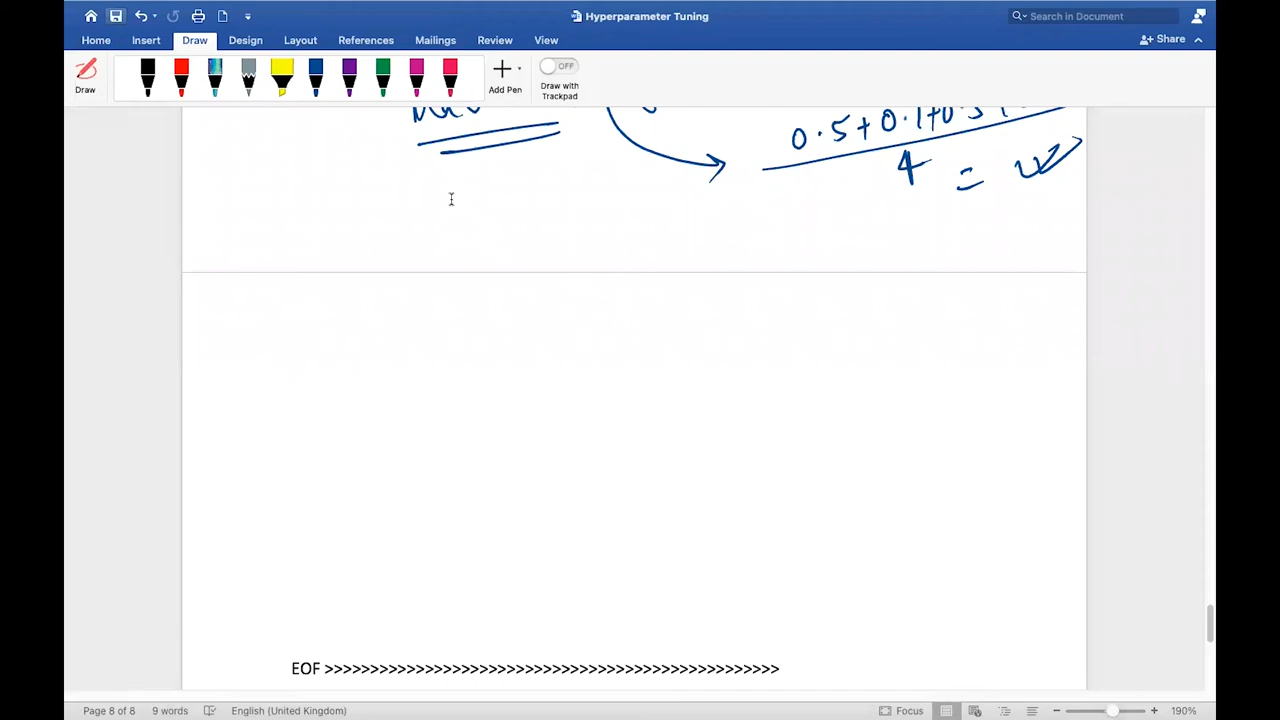 Hyperparameter Tuning
Search in Document
Home Insert Draw Design Layout References Mailings Review View
Share
OFF
Draw
Add Pen
Draw with
Trackpad
0.5+0.1+0.5+
4 =
EOF >>>>>>>>>>>>>>>>>>>>>>>>>>>>>>>>>>>>>>>>>>>>>>>>>>
Page 8 of 8 9 words English (United Kingdom) Focus 190%